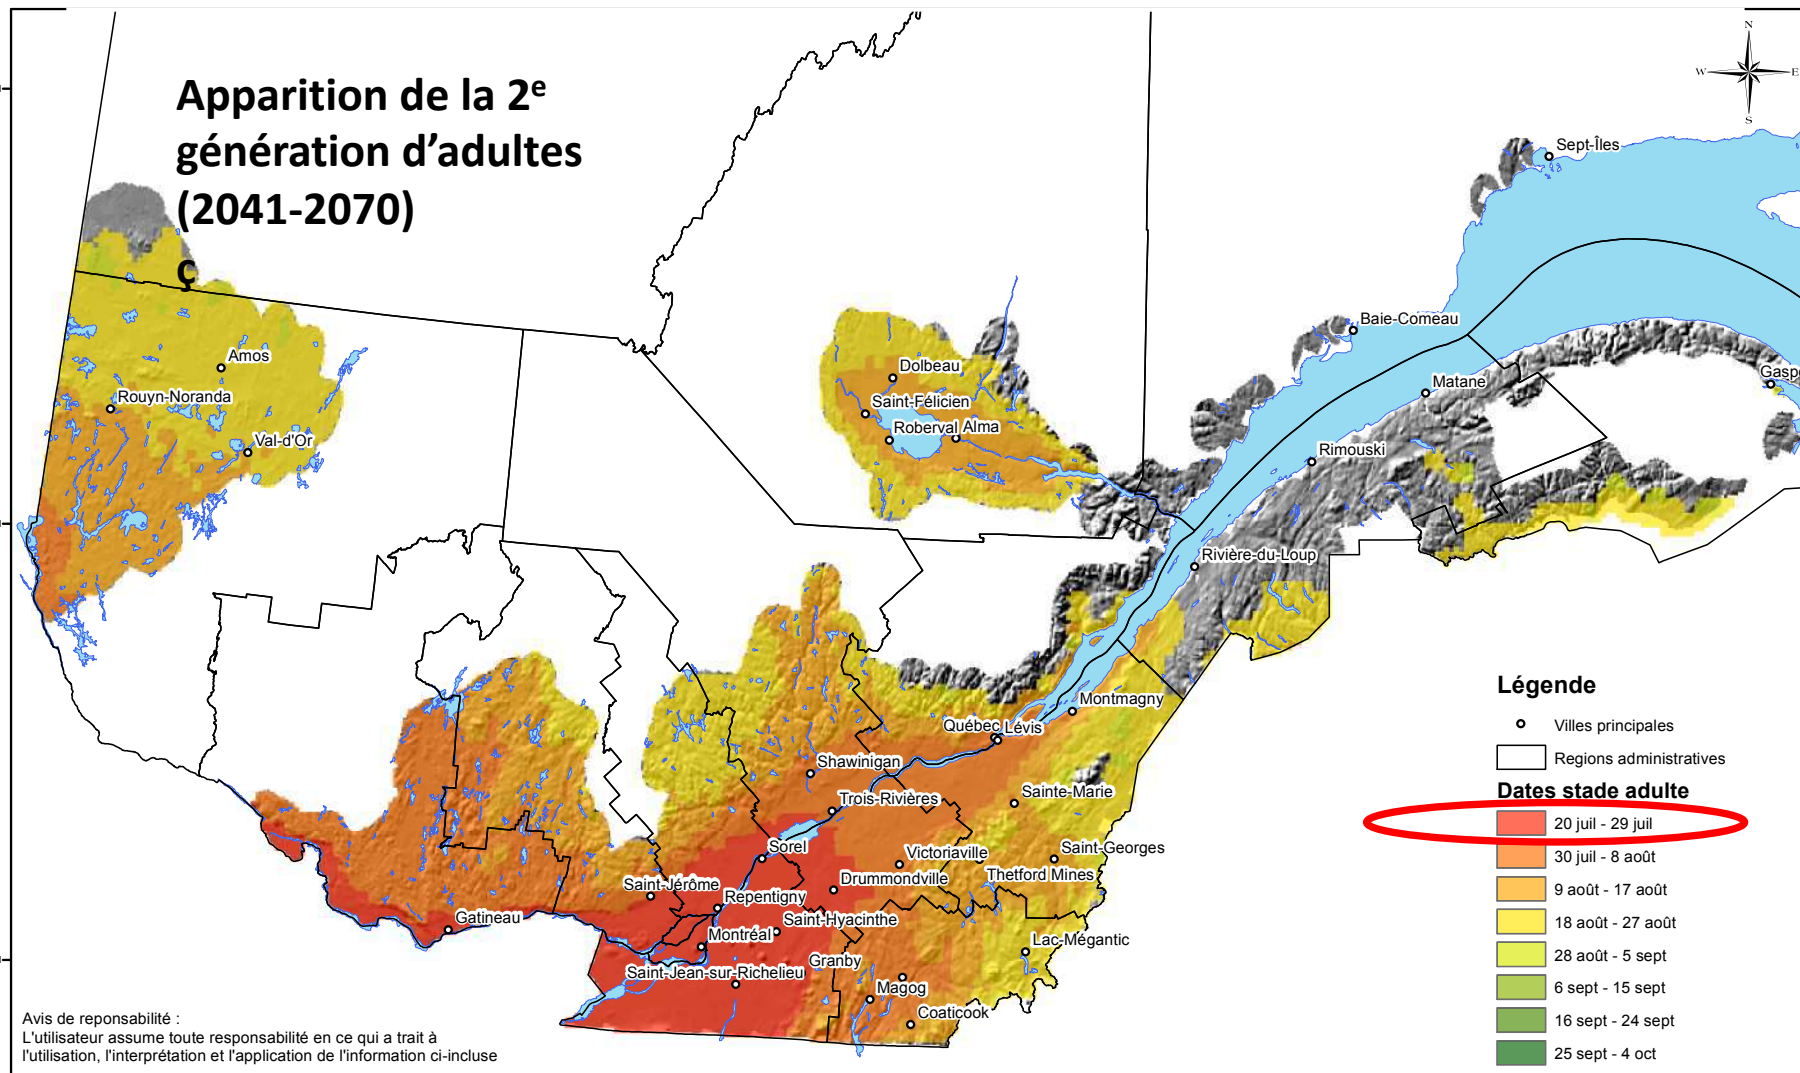 Apparition de la 2e
génération d'adultes
(2041-2070)
ç
N
W
E
S
Sept-Îles
Baie-Comeau
Amos
Dolbeau
Matane
Rouyn-Noranda
Saint-Félicien
Val-d'Or
Roberval
Alma
Rimouski
Rivière-du-Loup
Montmagny
Québec
Lévis
Shawinigan
Trois-Rivières
Sainte-Marie
Sorel
Victoriaville
Saint-Georges
Thetford Mines
Saint-Jérôme
Drummondville
Repentigny
Gatineau
Saint-Hyacinthe
Montréal
Lac-Mégantic
Granby
Saint-Jean-sur-Richelieu
Magog
Coaticook
Légende
Villes principales
Regions administratives
Dates stade adulte
20 juil - 29 juil
30 juil - 8 août
9 août - 17 août
18 août - 27 août
28 août - 5 sept
6 sept - 15 sept
16 sept - 24 sept
25 sept - 4 oct
Avis de reponsabilité :
L'utilisateur assume toute responsabilité en ce qui a trait à
l'utilisation, l'interprétation et l'application de l'information ci-incluse